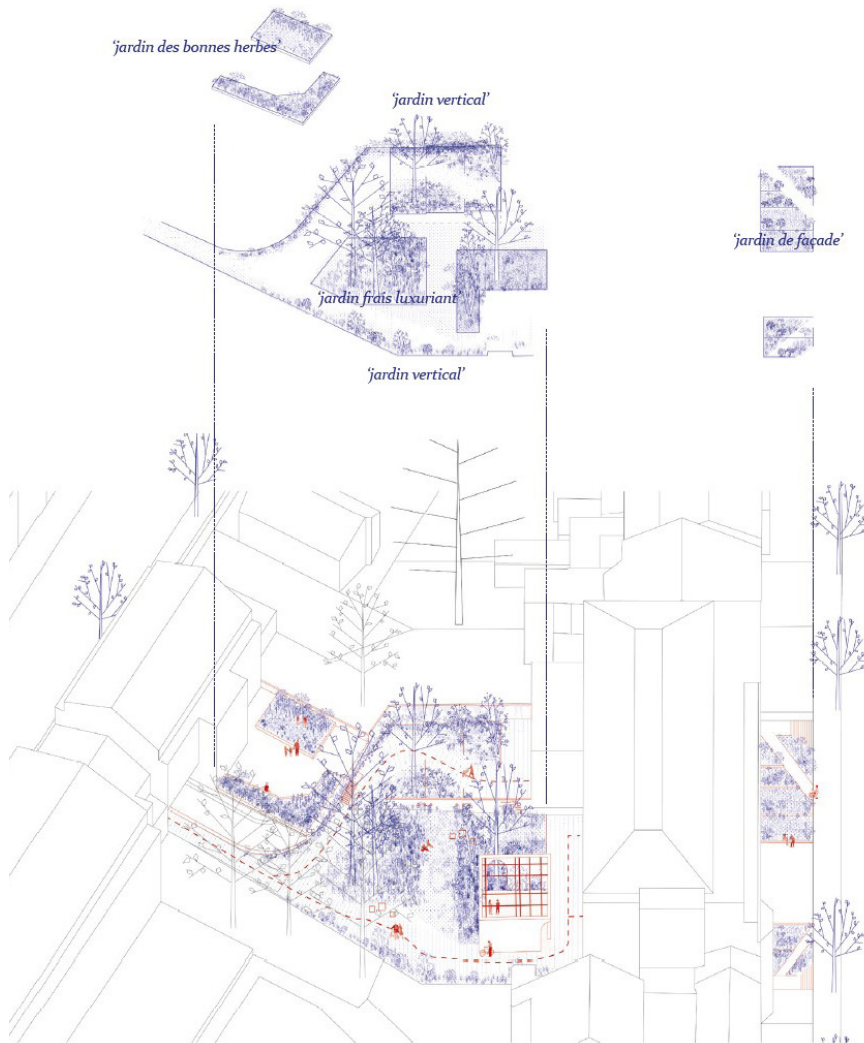 'jardin des bonnes herbes'
'jardin vertical'
'jardin de façade'
'jardin frais luxuriant'
'jardin vertical'